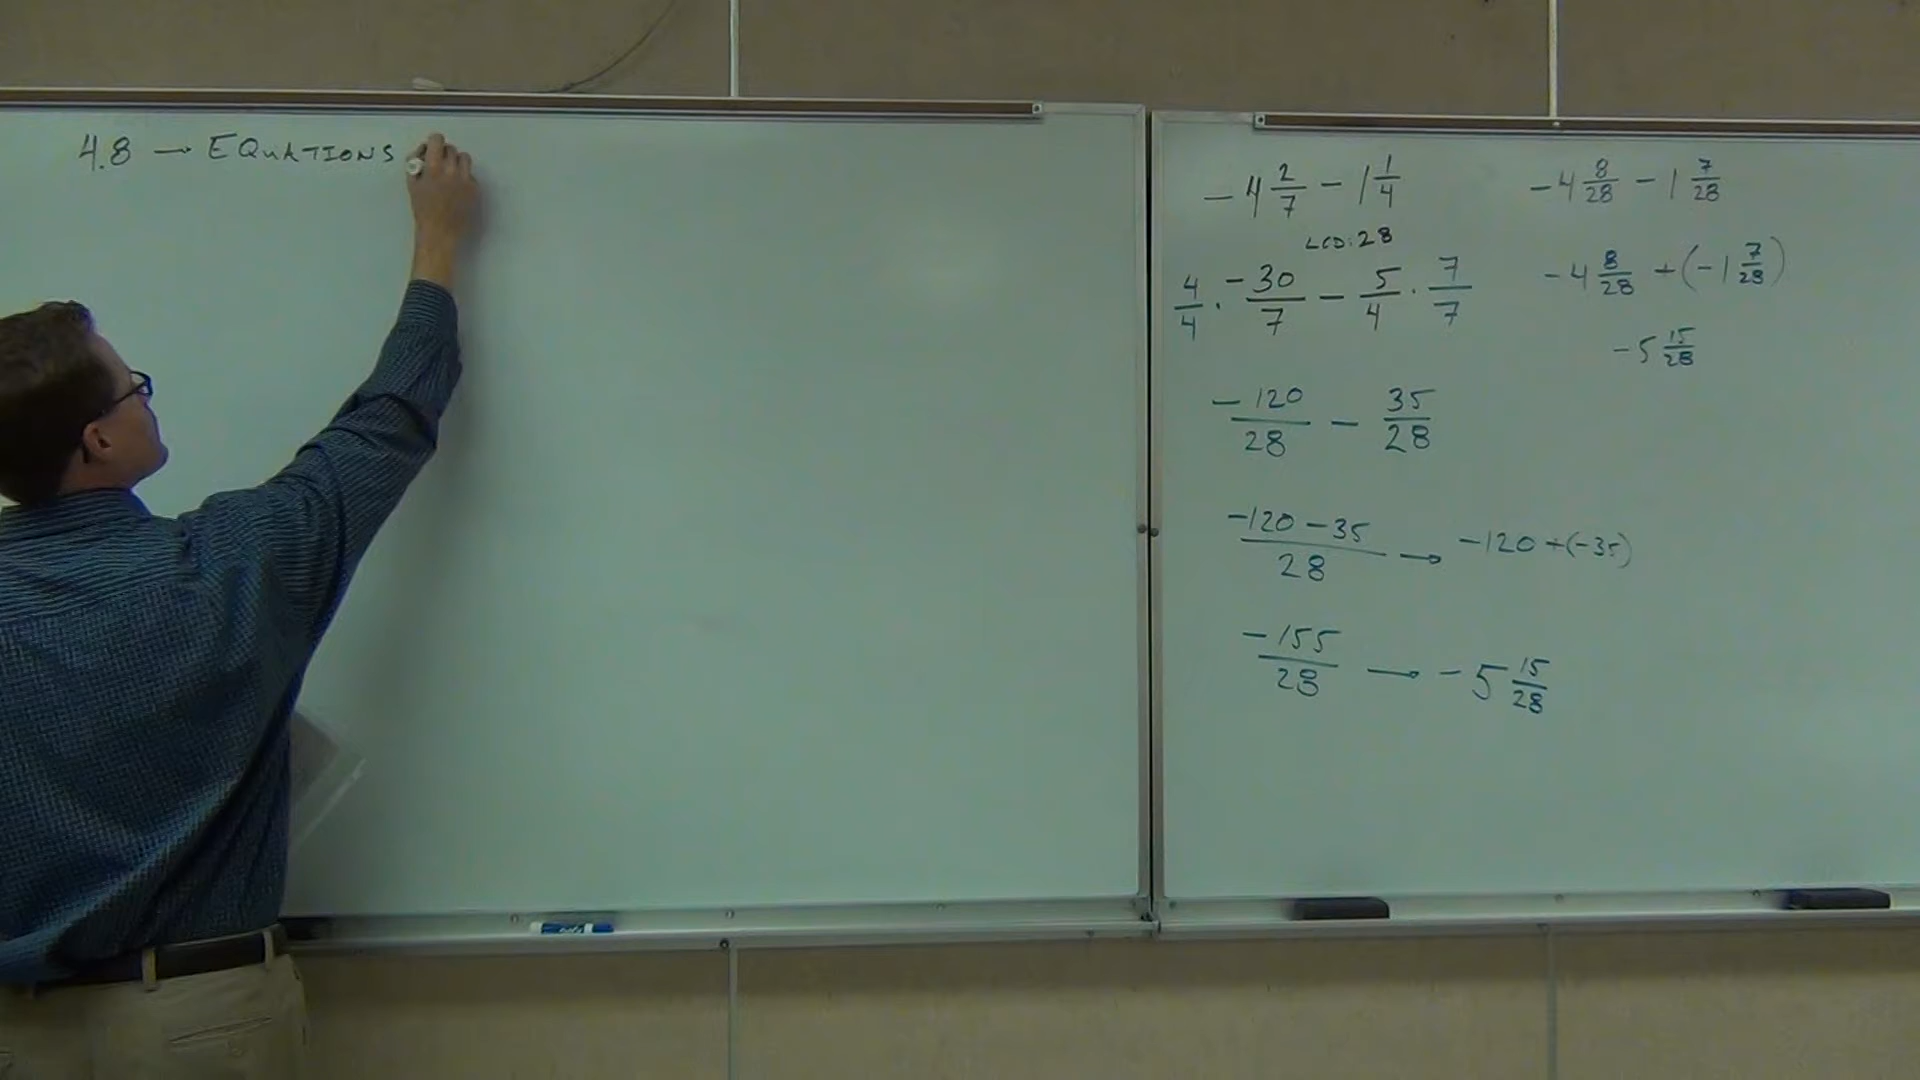 4.8 → EQUATIONS
-4 2/7 - 1 1/4
LCD: 28
4/4 · -30/7 - 5/4 · 7/7
-120/28 - 35/28
-120 - 35/28 → -120 + (-35)
-155/28 → -5 15/28
-4 8/28 - 1 7/28
-4 8/28 + (-1 7/28)
-5 15/28